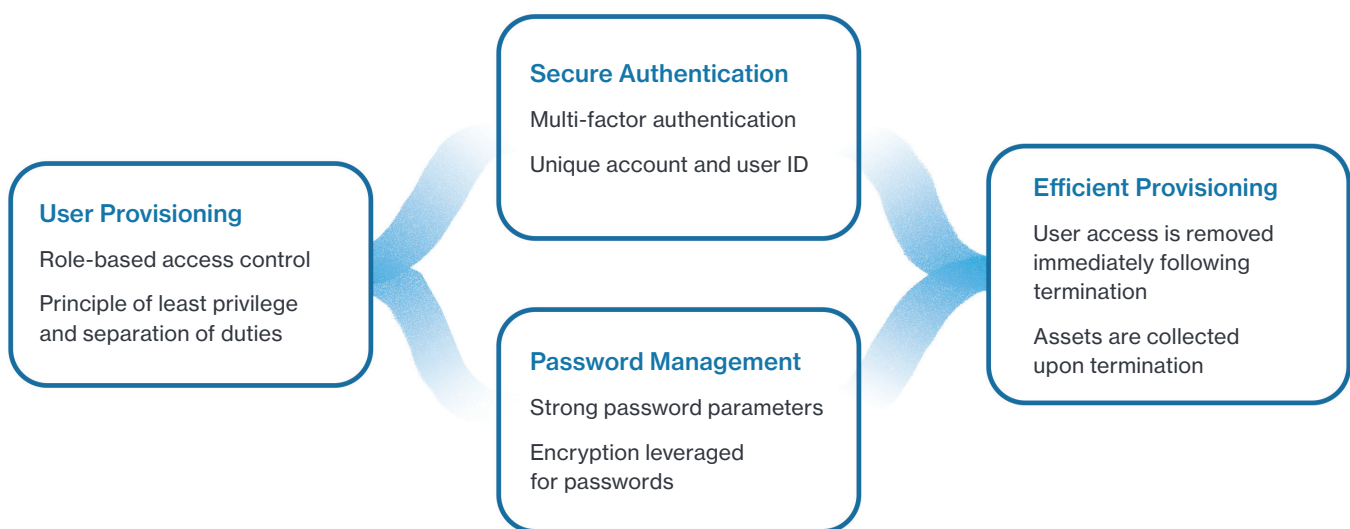 User Provisioning
Role-based access control
Principle of least privilege
and separation of duties
Secure Authentication
Multi-factor authentication
Unique account and user ID
Password Management
Strong password parameters
Encryption leveraged
for passwords
Efficient Provisioning
User access is removed
immediately following
termination
Assets are collected
upon termination